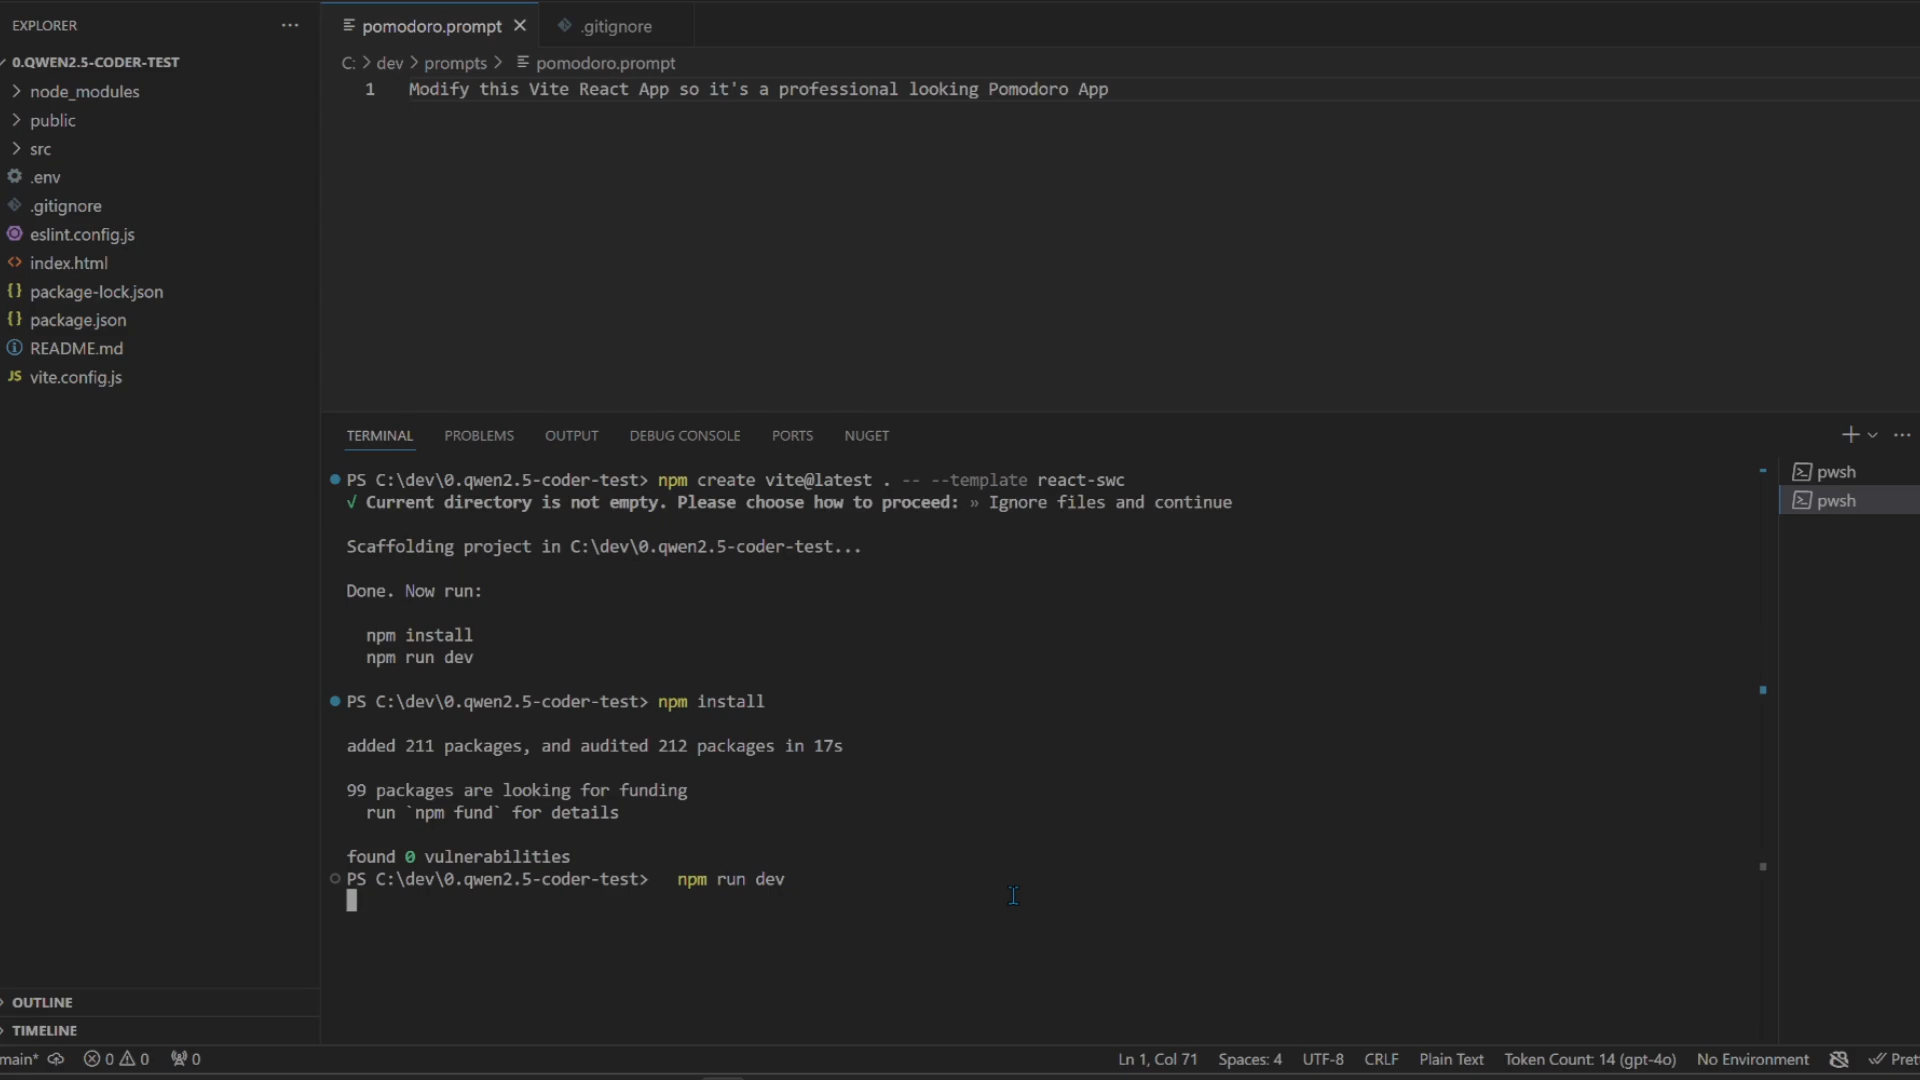 EXPLORER
0.QWEN2.5-CODER-TEST
node_modules
public
src
.env
.gitignore
eslint.config.js
index.html
package-lock.json
package.json
README.md
JS vite.config.js
OUTLINE
TIMELINE
pomodoro.prompt
.gitignore
C: > dev > prompts > pomodoro.prompt
1 Modify this Vite React App so it's a professional looking Pomodoro App
TERMINAL PROBLEMS OUTPUT DEBUG CONSOLE PORTS NUGET
PS C:\dev\0.qwen2.5-coder-test> npm create vite@latest . -- --template react-swc
√ Current directory is not empty. Please choose how to proceed: » Ignore files and continue
Scaffolding project in C:\dev\0.qwen2.5-coder-test...
Done. Now run:
npm install
npm run dev
PS C:\dev\0.qwen2.5-coder-test> npm install
added 211 packages, and audited 212 packages in 17s
99 packages are looking for funding
run `npm fund` for details
found 0 vulnerabilities
PS C:\dev\0.qwen2.5-coder-test> npm run dev
pwsh
pwsh
main* 0 0 0 Ln 1, Col 71 Spaces: 4 UTF-8 CRLF Plain Text Token Count: 14 (gpt-4o) No Environment Pret